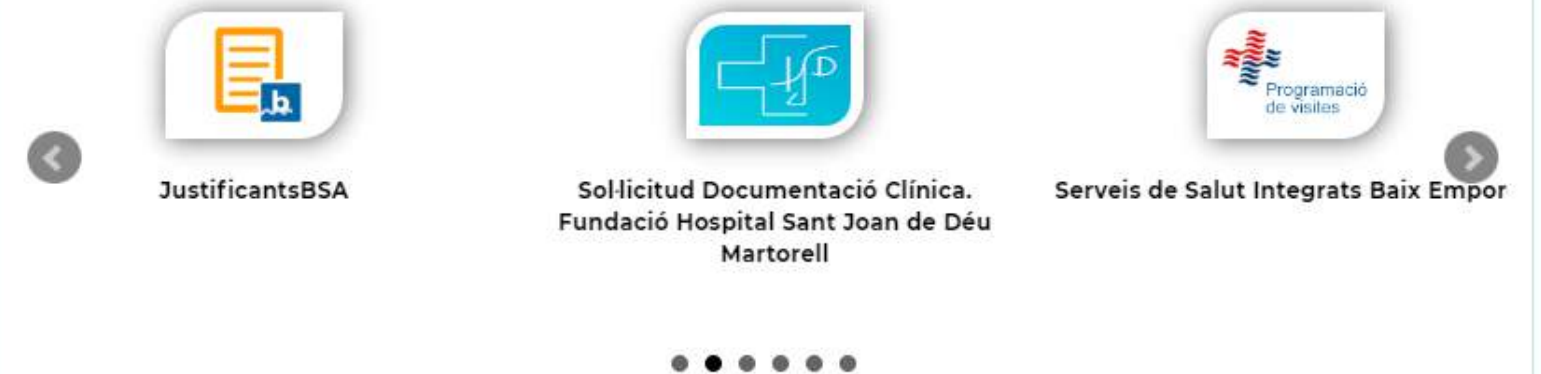 b
HSJD
Programació
de visites
JustificantsBSA
Sol·licitud Documentació Clínica.
Fundació Hospital Sant Joan de Déu
Martorell
Serveis de Salut Integrats Baix Empor